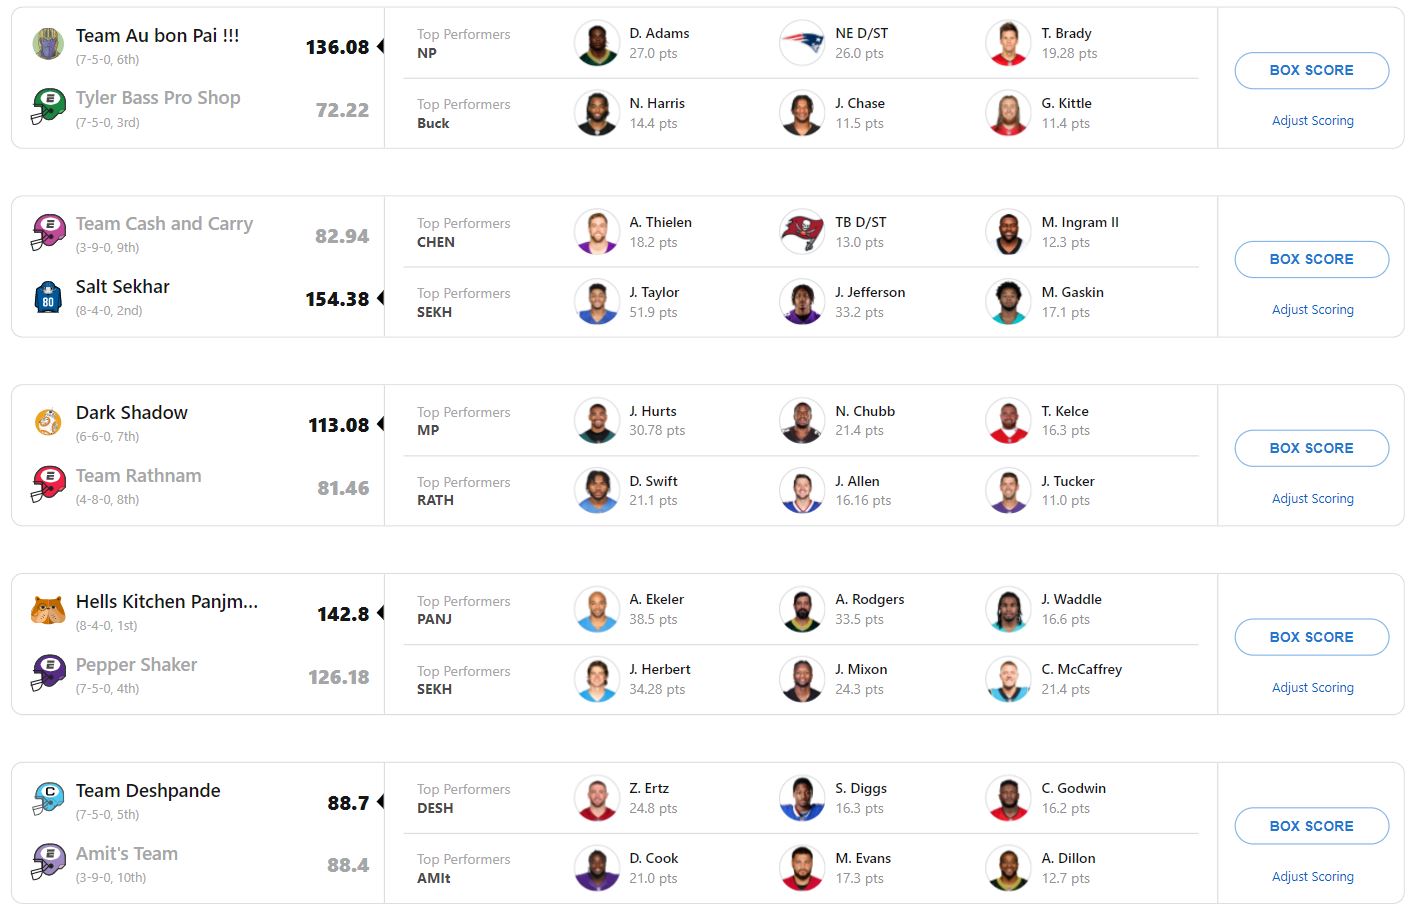 Team Au bon Pai !!!
(7-5-0, 6th)
136.08
Top Performers
NP
D. Adams
27.0 pts
NE D/ST
26.0 pts
T. Brady
19.28 pts
Tyler Bass Pro Shop
(7-5-0, 3rd)
72.22
Top Performers
Buck
N. Harris
14.4 pts
J. Chase
11.5 pts
G. Kittle
11.4 pts
BOX SCORE
Adjust Scoring
Team Cash and Carry
(3-9-0, 9th)
82.94
Top Performers
CHEN
A. Thielen
18.2 pts
TB D/ST
13.0 pts
M. Ingram II
12.3 pts
Salt Sekhar
(8-4-0, 2nd)
80
154.38
Top Performers
SEKH
J. Taylor
51.9 pts
J. Jefferson
33.2 pts
M. Gaskin
17.1 pts
BOX SCORE
Adjust Scoring
Dark Shadow
(6-6-0, 7th)
113.08
Top Performers
MP
J. Hurts
30.78 pts
N. Chubb
21.4 pts
T. Kelce
16.3 pts
Team Rathnam
(4-8-0, 8th)
81.46
Top Performers
RATH
D. Swift
21.1 pts
J. Allen
16.16 pts
J. Tucker
11.0 pts
BOX SCORE
Adjust Scoring
Hells Kitchen Panjm...
(8-4-0, 1st)
142.8
Top Performers
PANJ
A. Ekeler
38.5 pts
A. Rodgers
33.5 pts
J. Waddle
16.6 pts
Pepper Shaker
(7-5-0, 4th)
126.18
Top Performers
SEKH
J. Herbert
34.28 pts
J. Mixon
24.3 pts
C. McCaffrey
21.4 pts
BOX SCORE
Adjust Scoring
C
Team Deshpande
(7-5-0, 5th)
88.7
Top Performers
DESH
Z. Ertz
24.8 pts
S. Diggs
16.3 pts
C. Godwin
16.2 pts
Amit's Team
(3-9-0, 10th)
88.4
Top Performers
AMIt
D. Cook
21.0 pts
M. Evans
17.3 pts
A. Dillon
12.7 pts
BOX SCORE
Adjust Scoring